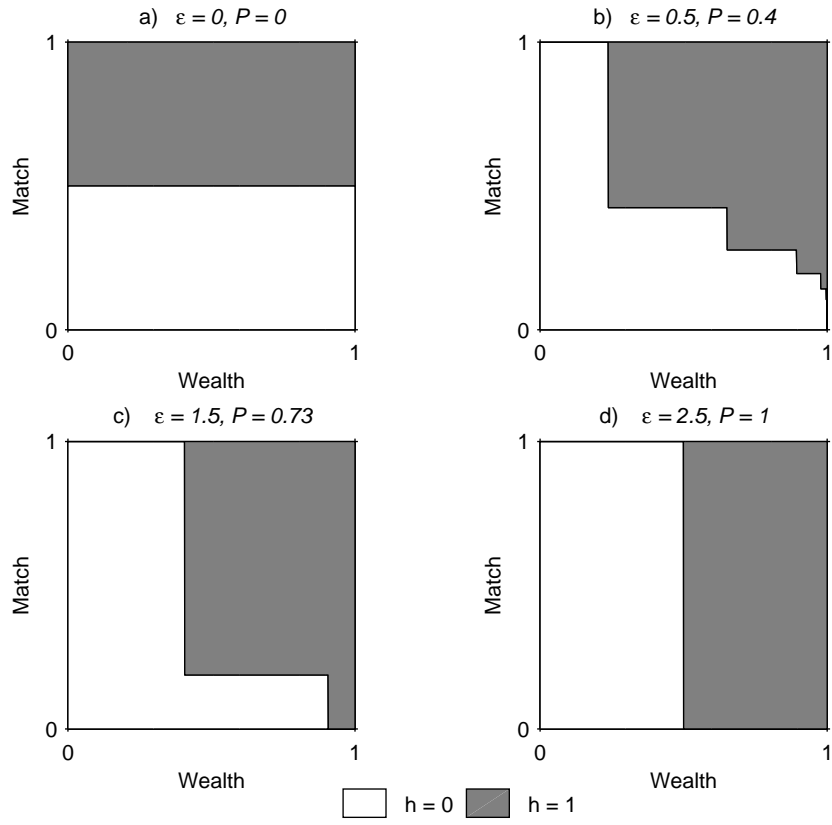 a) ε = 0, P = 0
b) ε = 0.5, P = 0.4
1
Match
0
0
1
Wealth
1
Match
0
0
1
Wealth
c) ε = 1.5, P = 0.73
d) ε = 2.5, P = 1
1
Match
0
0
1
Wealth
1
Match
0
0
1
Wealth
h = 0
h = 1